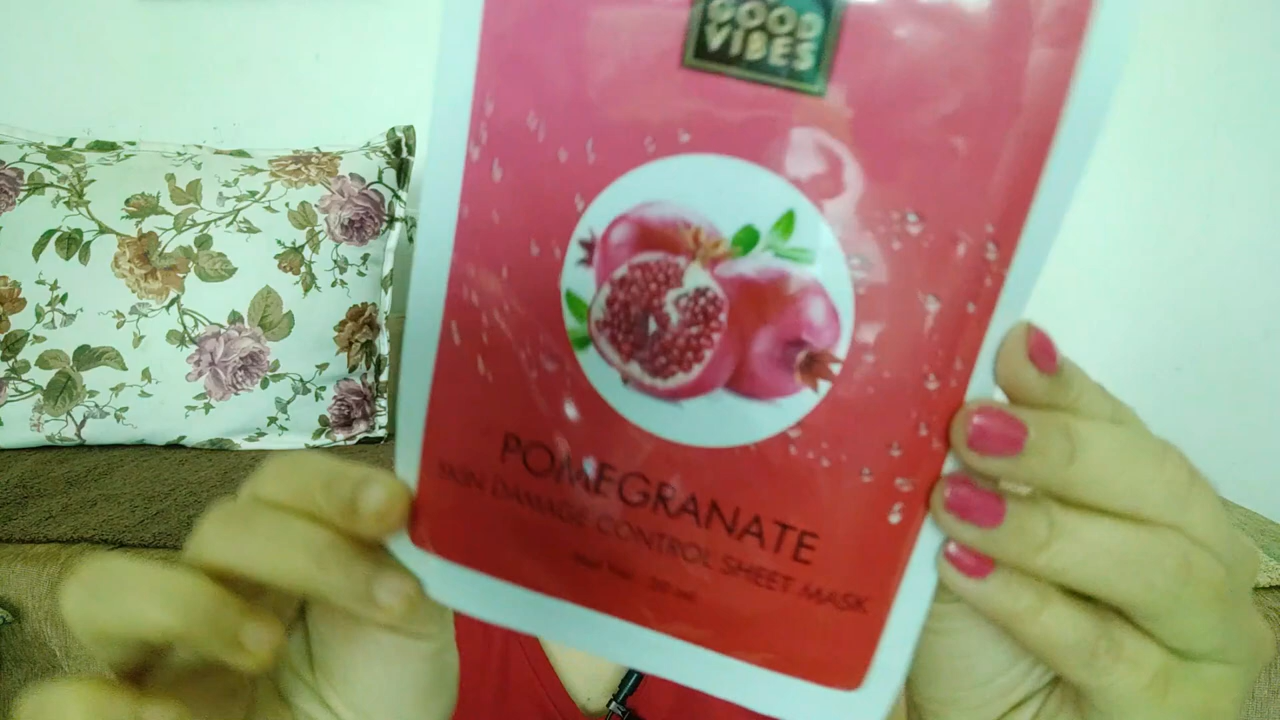 GOOD
VIBES
POMEGRANATE
SKIN DAMAGE CONTROL SHEET MASK